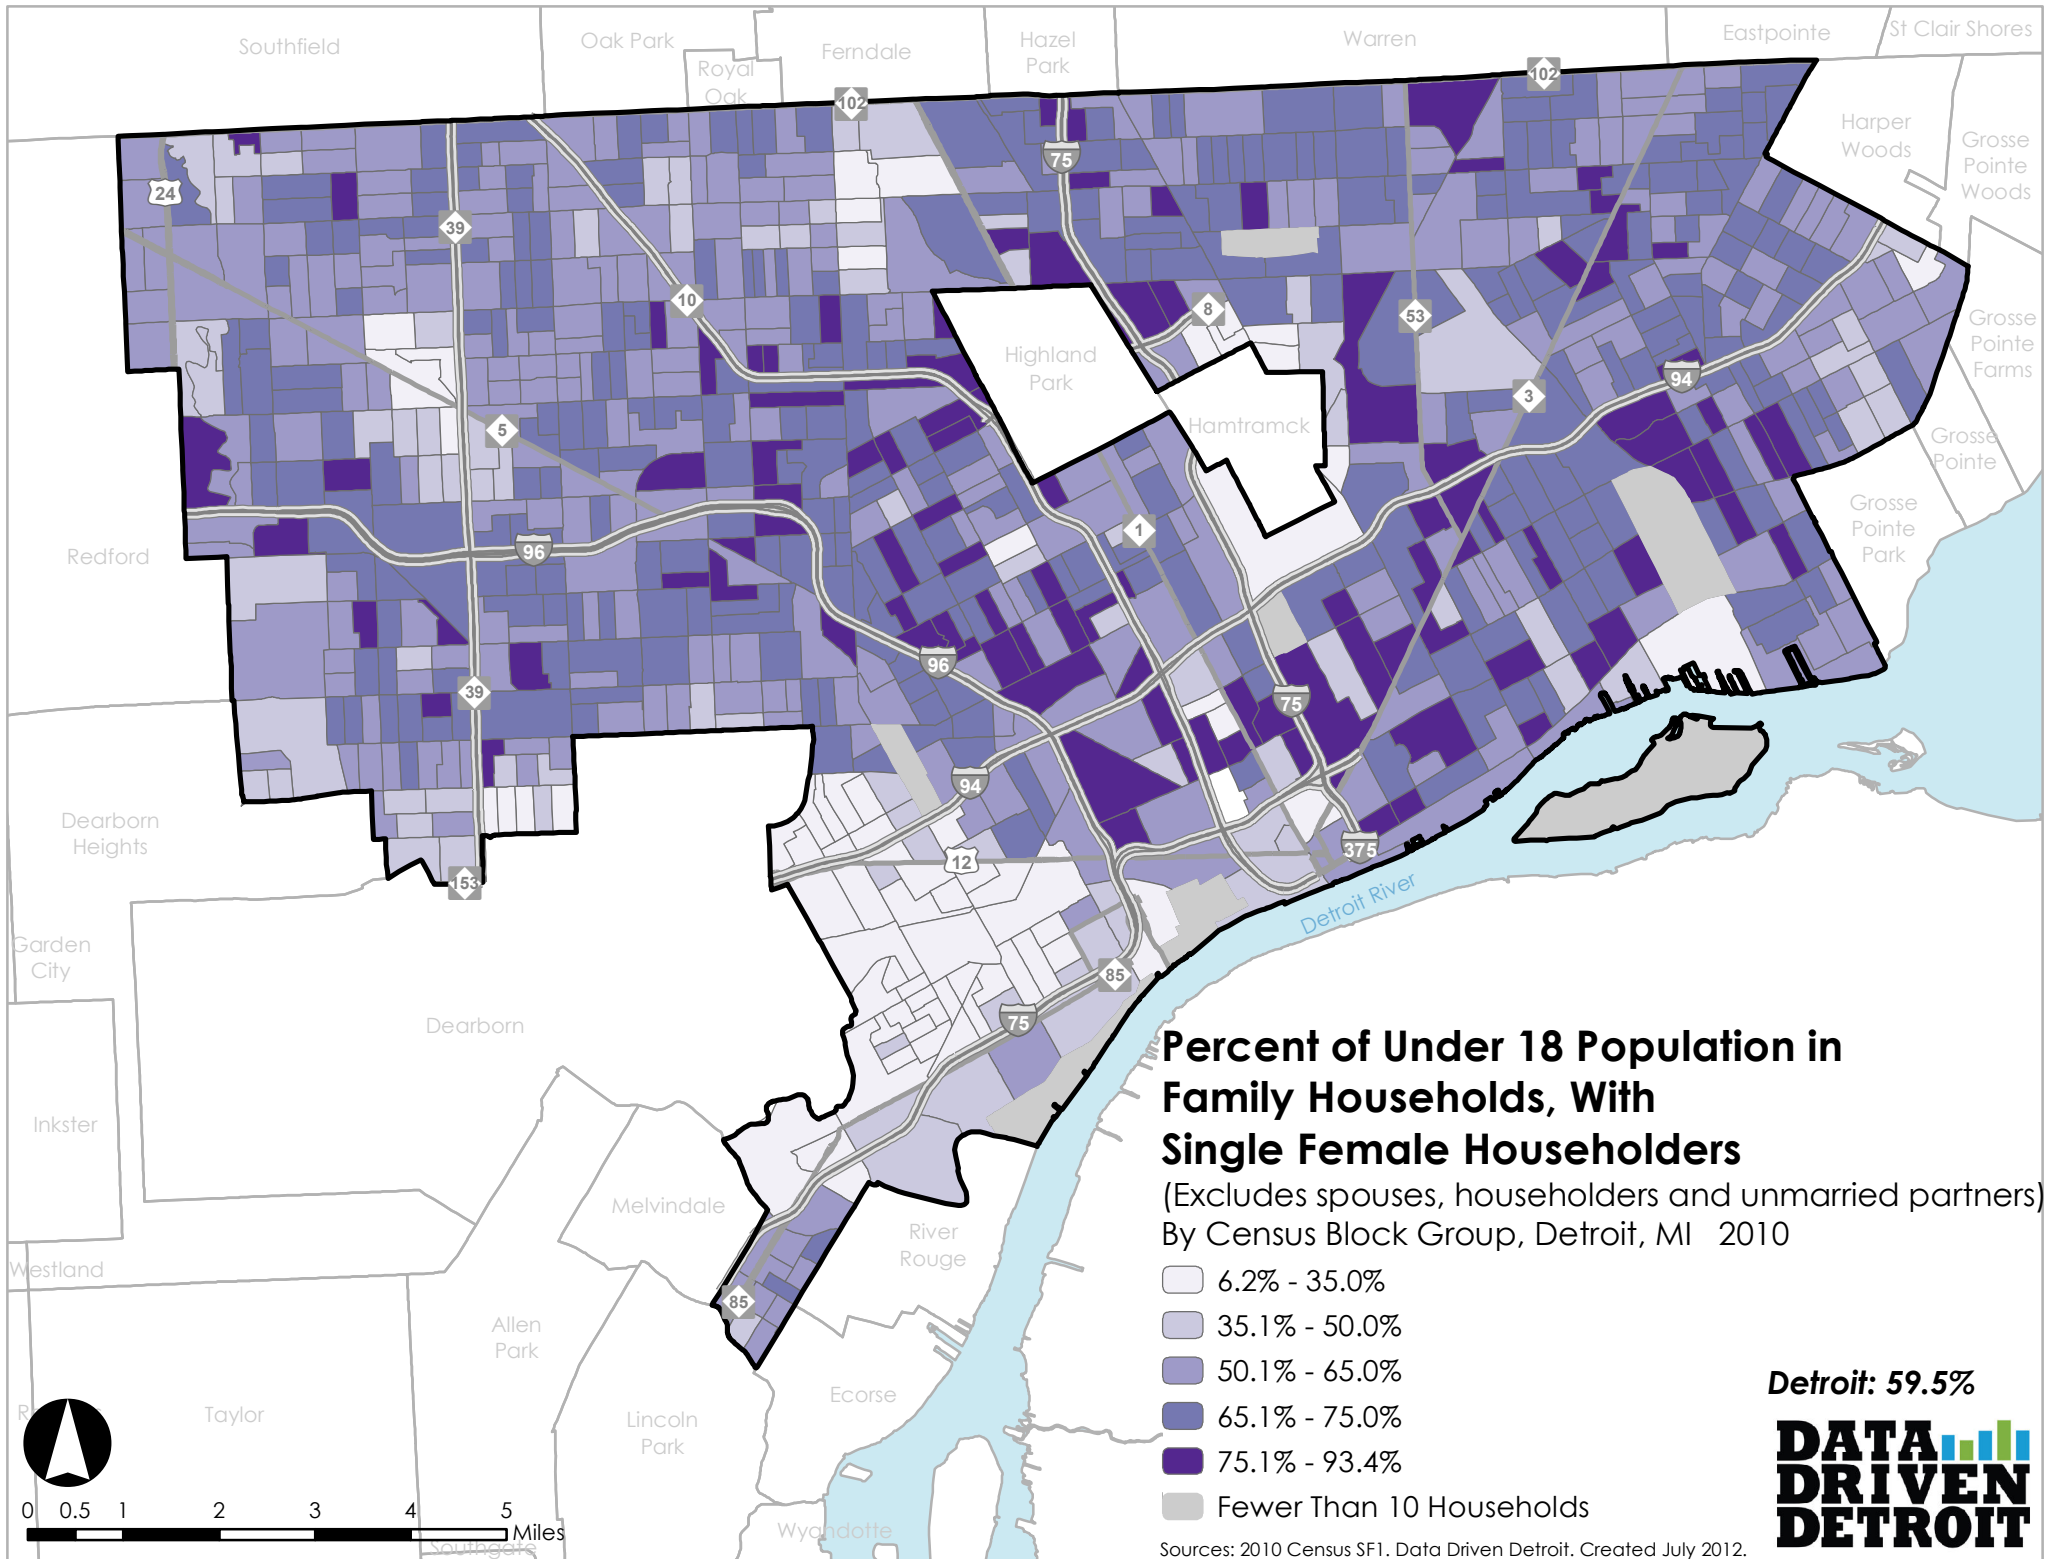 Southfield
Oak Park
Royal
Oak
Ferndale
Hazel
Park
Warren
Eastpointe
St Clair Shores
102
102
Harper
Woods
Grosse
Pointe
Woods
24
75
39
10
8
53
Grosse
Pointe
Farms
Highland
Park
94
3
5
Hamtramck
Grosse
Pointe
1
Grosse
Pointe
Park
Redford
96
96
39
75
94
Dearborn
Heights
12
375
153
Detroit River
Garden
City
85
Dearborn
75
Inkster
Melvindale
River
Rouge
Westland
85
Allen
Park
Ecorse
Taylor
Lincoln
Park
Wyandotte
Southgate
Percent of Under 18 Population in
Family Households, With
Single Female Householders
(Excludes spouses, householders and unmarried partners)
By Census Block Group, Detroit, MI 2010
6.2% - 35.0%
35.1% - 50.0%
50.1% - 65.0%
65.1% - 75.0%
75.1% - 93.4%
Fewer Than 10 Households
Sources: 2010 Census SF1. Data Driven Detroit. Created July 2012.
Detroit: 59.5%
DATA
DRIVEN
DETROIT
0 0.5 1 2 3 4 5
Miles